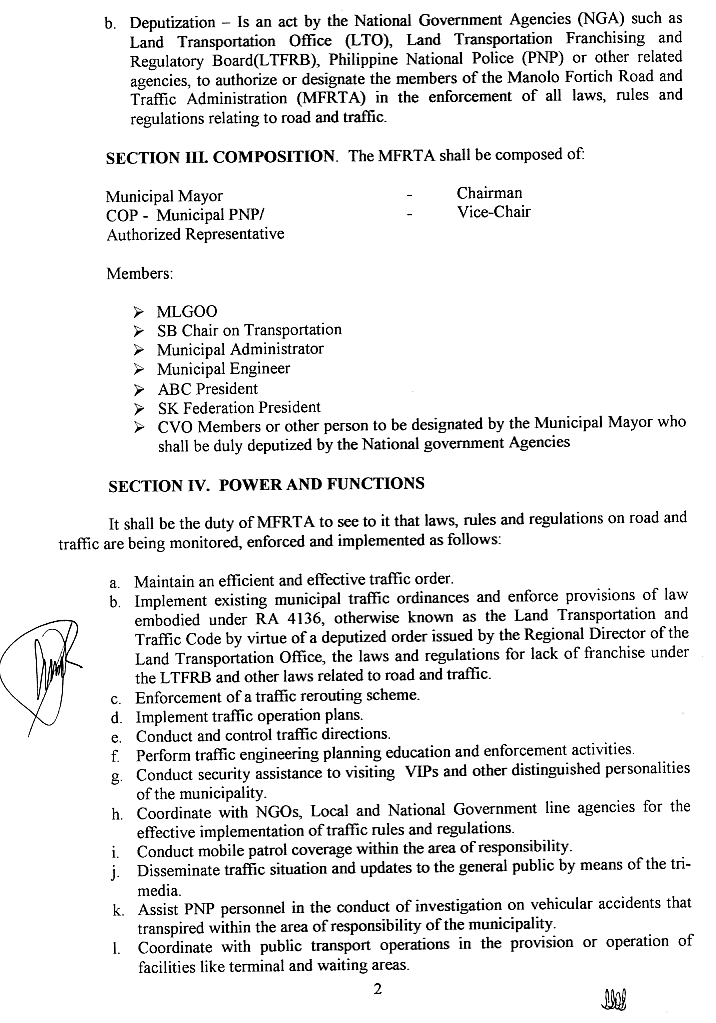 b. Deputization – Is an act by the National Government Agencies (NGA) such as
Land Transportation Office (LTO), Land Transportation Franchising and
Regulatory Board(LTFRB), Philippine National Police (PNP) or other related
agencies, to authorize or designate the members of the Manolo Fortich Road and
Traffic Administration (MFRTA) in the enforcement of all laws, rules and
regulations relating to road and traffic.
SECTION III. COMPOSITION. The MFRTA shall be composed of:
Municipal Mayor - Chairman
COP - Municipal PNP/ - Vice-Chair
Authorized Representative
Members:
➢ MLGOO
➢ SB Chair on Transportation
➢ Municipal Administrator
➢ Municipal Engineer
➢ ABC President
➢ SK Federation President
➢ CVO Members or other person to be designated by the Municipal Mayor who
shall be duly deputized by the National government Agencies
SECTION IV. POWER AND FUNCTIONS
It shall be the duty of MFRTA to see to it that laws, rules and regulations on road and
traffic are being monitored, enforced and implemented as follows:
a. Maintain an efficient and effective traffic order.
b. Implement existing municipal traffic ordinances and enforce provisions of law
embodied under RA 4136, otherwise known as the Land Transportation and
Traffic Code by virtue of a deputized order issued by the Regional Director of the
Land Transportation Office, the laws and regulations for lack of franchise under
the LTFRB and other laws related to road and traffic.
c. Enforcement of a traffic rerouting scheme.
d. Implement traffic operation plans.
e. Conduct and control traffic directions.
f. Perform traffic engineering planning education and enforcement activities.
g. Conduct security assistance to visiting VIPs and other distinguished personalities
of the municipality.
h. Coordinate with NGOs, Local and National Government line agencies for the
effective implementation of traffic rules and regulations.
i. Conduct mobile patrol coverage within the area of responsibility.
j. Disseminate traffic situation and updates to the general public by means of the tri-
media.
k. Assist PNP personnel in the conduct of investigation on vehicular accidents that
transpired within the area of responsibility of the municipality.
l. Coordinate with public transport operations in the provision or operation of
facilities like terminal and waiting areas.
2